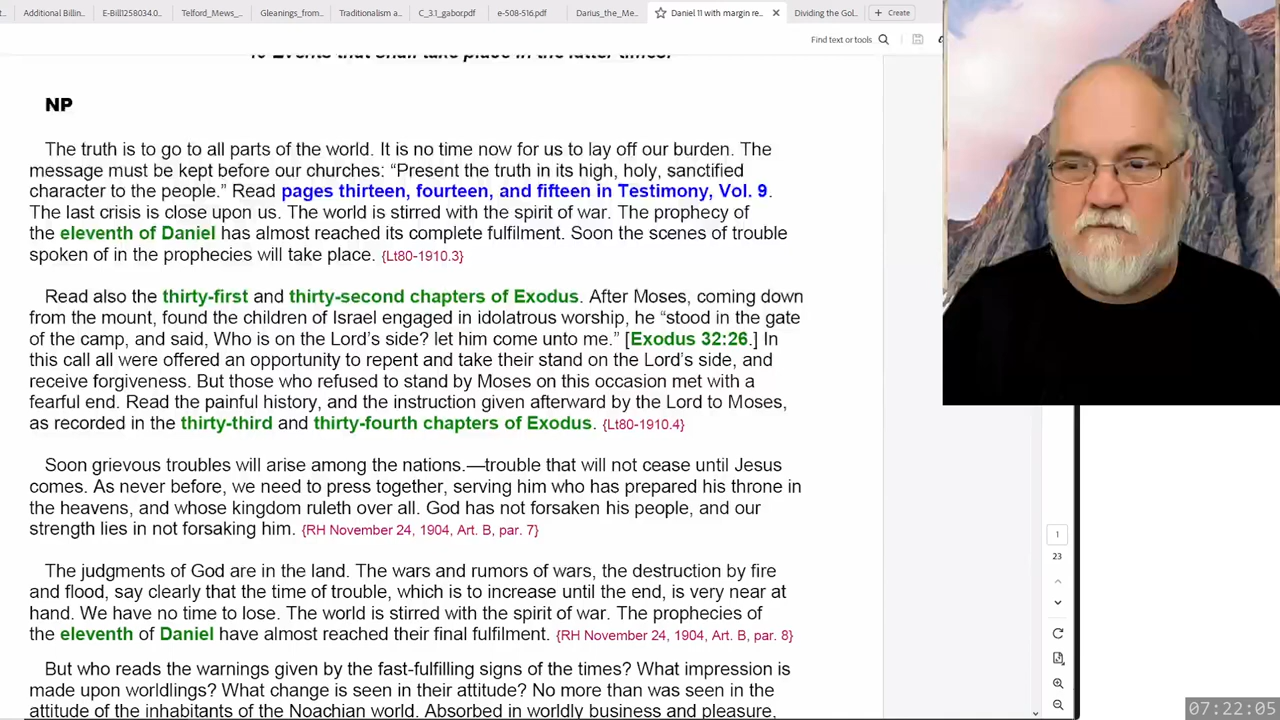 Additional Billin...
E-Bill1258034.0...
Telford_Mews_...
Gleanings_from...
Traditionalism a...
C_3.1_gabor.pdf
e-508-516.pdf
Darius_the_Me...
Daniel 11 with margin re...
Dividing the Gol...
+ Create
Find text or tools
10 Events that shall take place in the latter times.
NP
The truth is to go to all parts of the world. It is no time now for us to lay off our burden. The
message must be kept before our churches: “Present the truth in its high, holy, sanctified
character to the people.” Read pages thirteen, fourteen, and fifteen in Testimony, Vol. 9.
The last crisis is close upon us. The world is stirred with the spirit of war. The prophecy of
the eleventh of Daniel has almost reached its complete fulfilment. Soon the scenes of trouble
spoken of in the prophecies will take place. {Lt80-1910.3}
Read also the thirty-first and thirty-second chapters of Exodus. After Moses, coming down
from the mount, found the children of Israel engaged in idolatrous worship, he “stood in the gate
of the camp, and said, Who is on the Lord’s side? let him come unto me.” [Exodus 32:26.] In
this call all were offered an opportunity to repent and take their stand on the Lord’s side, and
receive forgiveness. But those who refused to stand by Moses on this occasion met with a
fearful end. Read the painful history, and the instruction given afterward by the Lord to Moses,
as recorded in the thirty-third and thirty-fourth chapters of Exodus. {Lt80-1910.4}
Soon grievous troubles will arise among the nations.—trouble that will not cease until Jesus
comes. As never before, we need to press together, serving him who has prepared his throne in
the heavens, and whose kingdom ruleth over all. God has not forsaken his people, and our
strength lies in not forsaking him. {RH November 24, 1904, Art. B, par. 7}
The judgments of God are in the land. The wars and rumors of wars, the destruction by fire
and flood, say clearly that the time of trouble, which is to increase until the end, is very near at
hand. We have no time to lose. The world is stirred with the spirit of war. The prophecies of
the eleventh of Daniel have almost reached their final fulfilment. {RH November 24, 1904, Art. B, par. 8}
But who reads the warnings given by the fast-fulfilling signs of the times? What impression is
made upon worldlings? What change is seen in their attitude? No more than was seen in the
attitude of the inhabitants of the Noachian world. Absorbed in worldly business and pleasure,
1
23
07:22:05